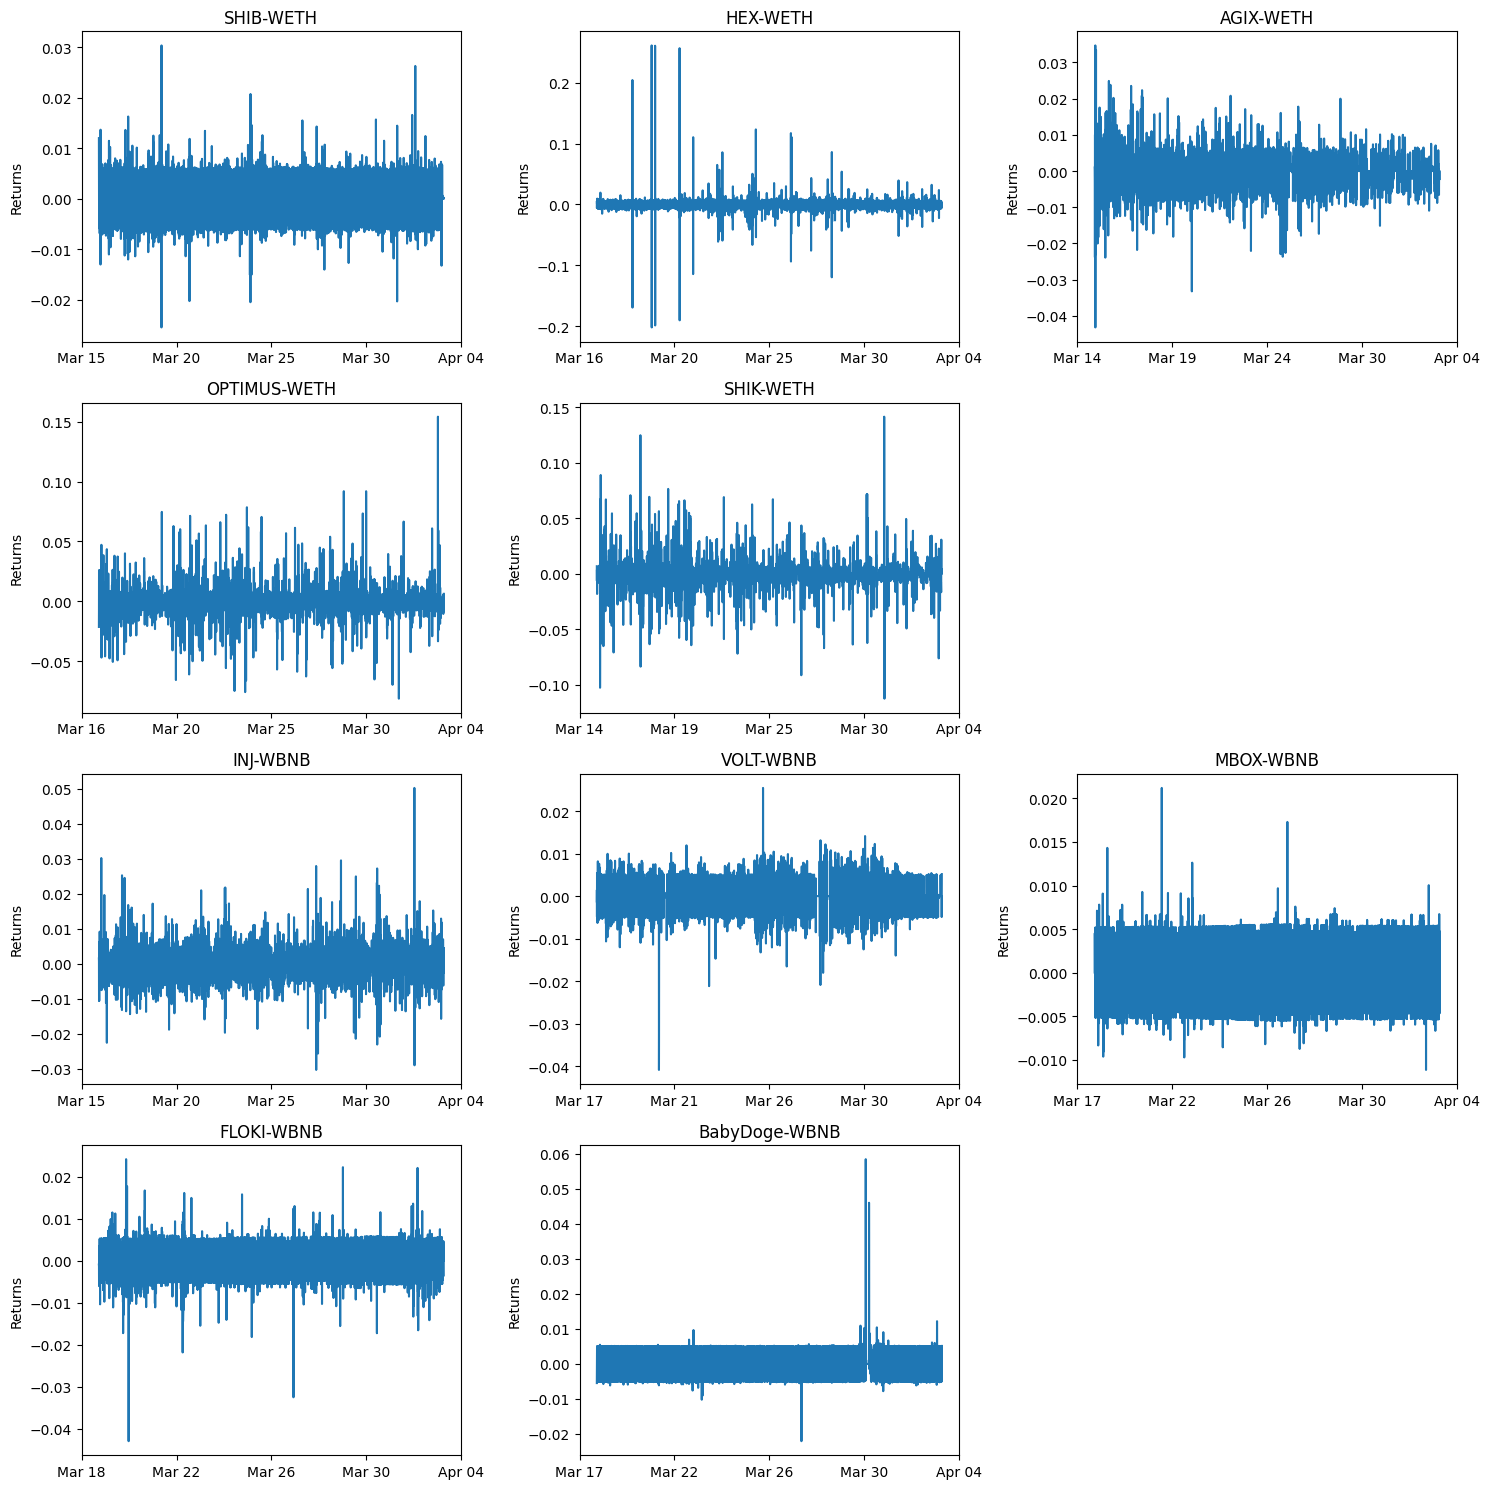 SHIB-WETH
HEX-WETH
AGIX-WETH
Returns
0.03
0.02
0.01
0.00
−0.01
−0.02
Mar 15 Mar 20 Mar 25 Mar 30 Apr 04
Returns
0.2
0.1
0.0
−0.1
−0.2
Mar 16 Mar 20 Mar 25 Mar 30 Apr 04
Returns
0.03
0.02
0.01
0.00
−0.01
−0.02
−0.03
−0.04
Mar 14 Mar 19 Mar 24 Mar 30 Apr 04
OPTIMUS-WETH
SHIK-WETH
Returns
0.15
0.10
0.05
0.00
−0.05
Mar 16 Mar 20 Mar 25 Mar 30 Apr 04
Returns
0.15
0.10
0.05
0.00
−0.05
−0.10
Mar 14 Mar 19 Mar 25 Mar 30 Apr 04
INJ-WBNB
VOLT-WBNB
MBOX-WBNB
Returns
0.05
0.04
0.03
0.02
0.01
0.00
−0.01
−0.02
−0.03
Mar 15 Mar 20 Mar 25 Mar 30 Apr 04
Returns
0.02
0.01
0.00
−0.01
−0.02
−0.03
−0.04
Mar 17 Mar 21 Mar 26 Mar 30 Apr 04
Returns
0.020
0.015
0.010
0.005
0.000
−0.005
−0.010
Mar 17 Mar 22 Mar 26 Mar 30 Apr 04
FLOKI-WBNB
BabyDoge-WBNB
Returns
0.02
0.01
0.00
−0.01
−0.02
−0.03
−0.04
Mar 18 Mar 22 Mar 26 Mar 30 Apr 04
Returns
0.06
0.05
0.04
0.03
0.02
0.01
0.00
−0.01
−0.02
Mar 17 Mar 22 Mar 26 Mar 30 Apr 04